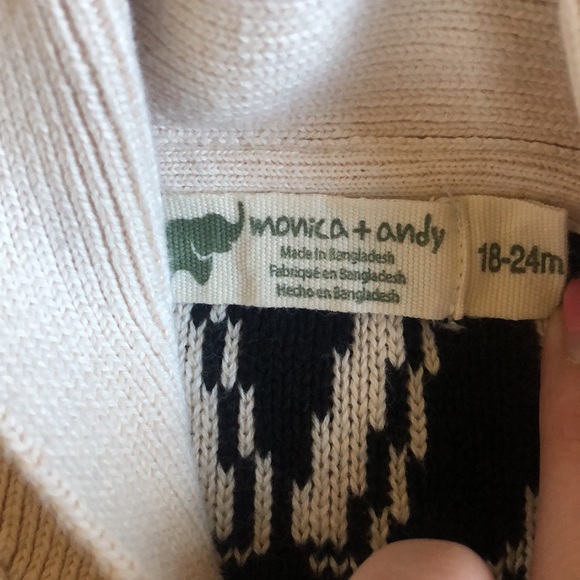 monica + andy
Made in Bangladesh
Fabriqué en Bangladesh
Hecho en Bangladesh
18-24m